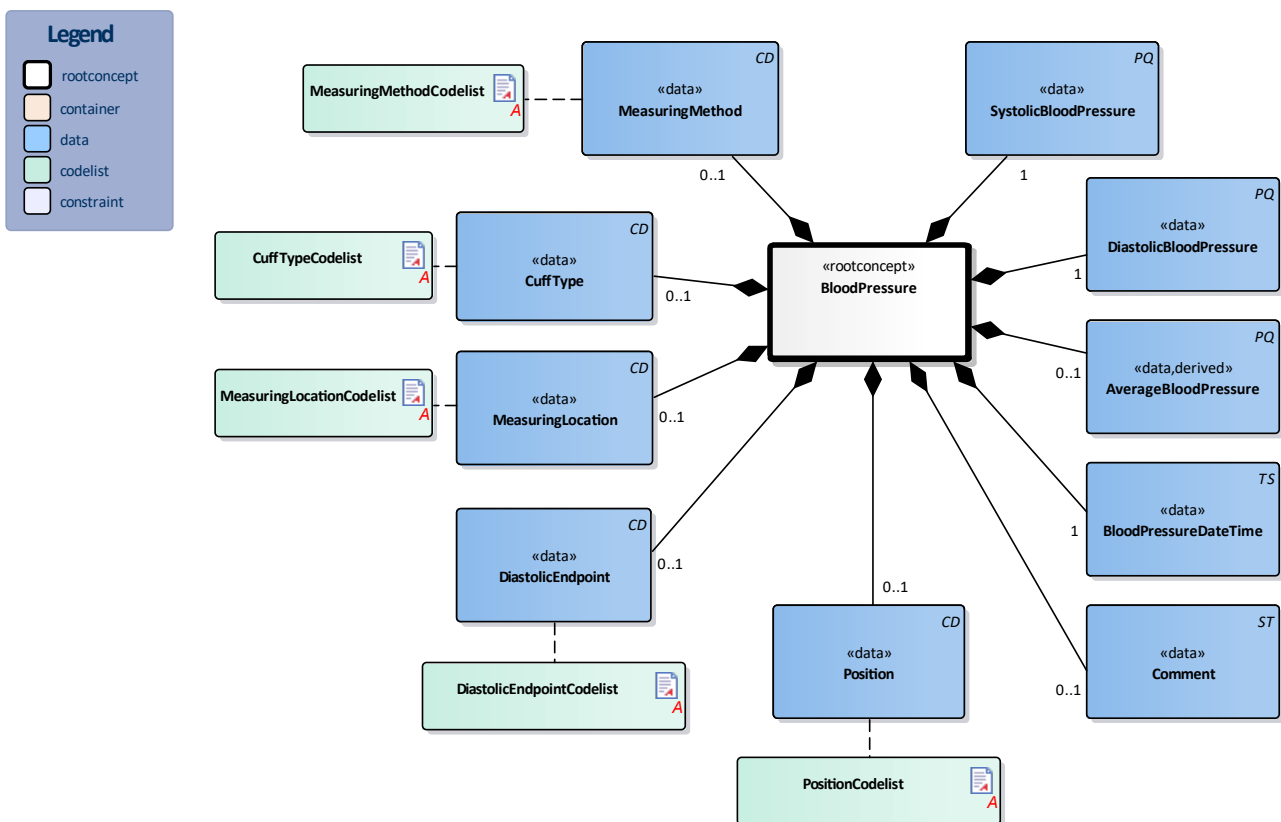 Legend
rootconcept
container
data
codelist
constraint
MeasuringMethodCodelist
A
CD
«data»
MeasuringMethod
0..1
PQ
«data»
SystolicBloodPressure
1
PQ
«data»
DiastolicBloodPressure
1
CuffTypeCodelist
A
CD
«data»
CuffType
0..1
«rootconcept»
BloodPressure
PQ
«data,derived»
AverageBloodPressure
0..1
MeasuringLocationCodelist
A
CD
«data»
MeasuringLocation
0..1
TS
«data»
BloodPressureDateTime
1
CD
«data»
DiastolicEndpoint
0..1
DiastolicEndpointCodelist
A
0..1
CD
«data»
Position
ST
«data»
Comment
0..1
PositionCodelist
A